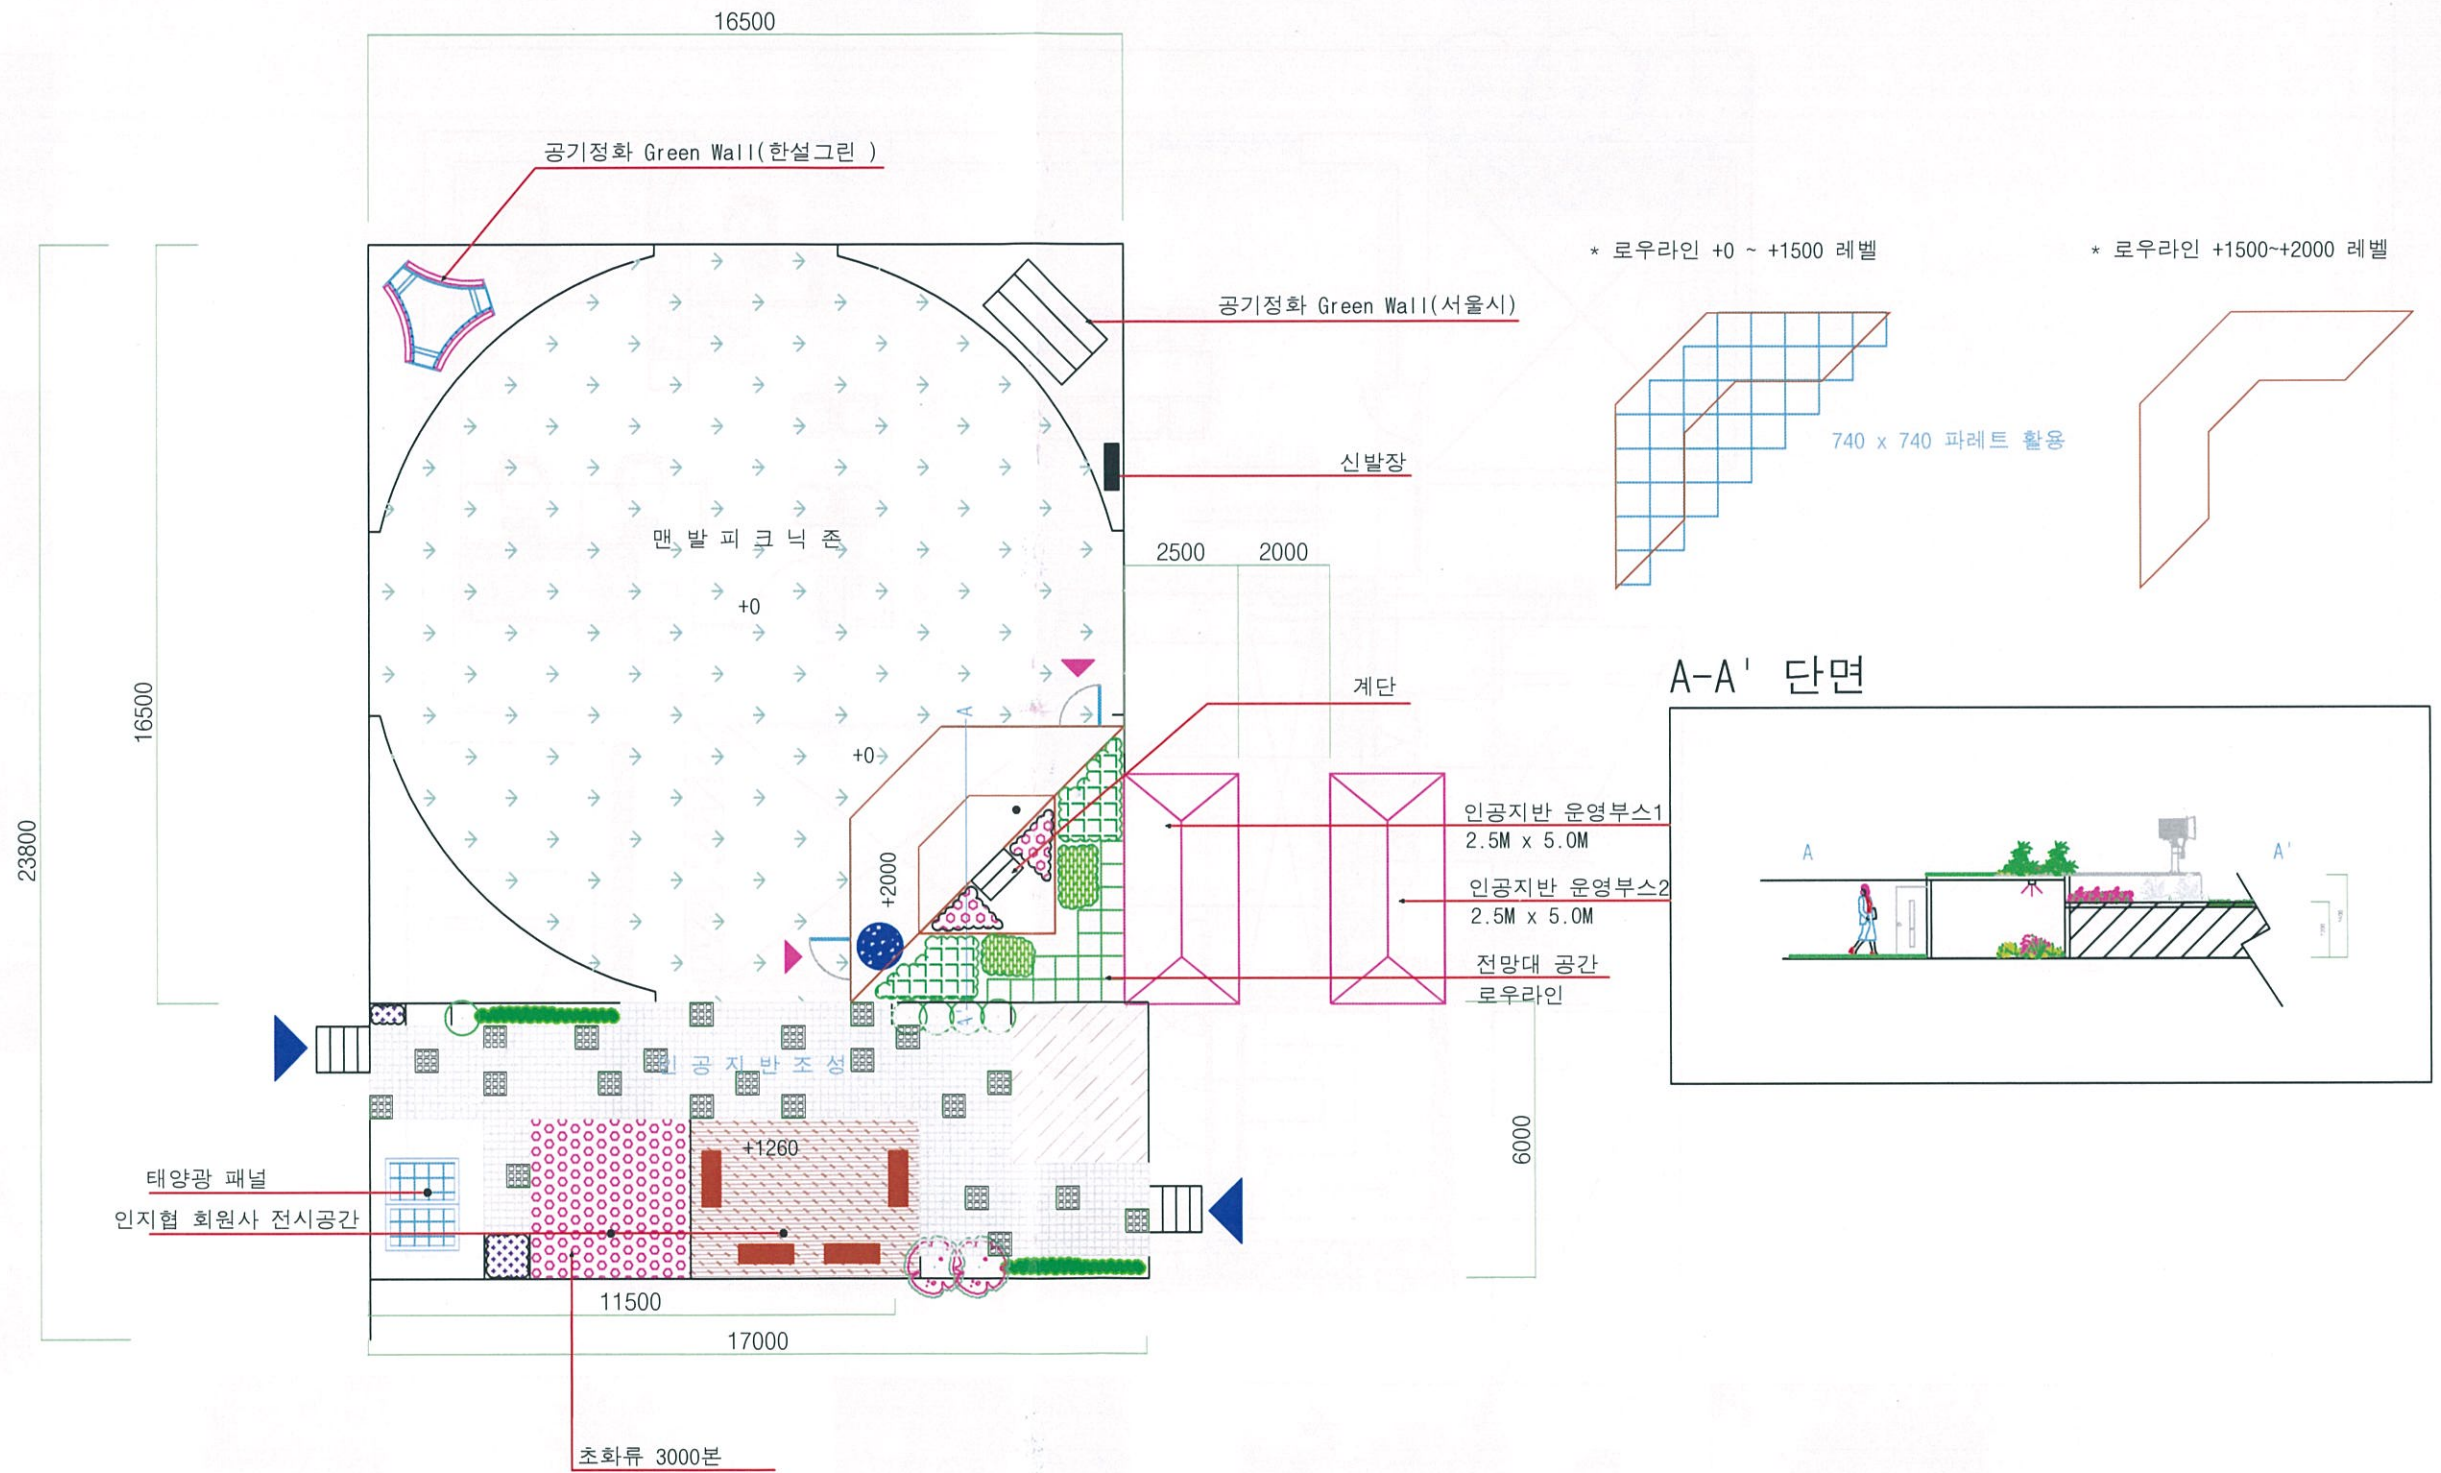 16500
공기정화 Green Wall(한설그린 )
* 로우라인 +0 ~ +1500 레벨
* 로우라인 +1500~+2000 레벨
공기정화 Green Wall(서울시)
740 x 740 파레트 활용
신발장
맨 발 피 크 닉 존
2500
2000
+0
A-A' 단면
계단
16500
A
+0
23800
+2000
인공지반 운영부스1
2.5M x 5.0M
인공지반 운영부스2
2.5M x 5.0M
A
A'
전망대 공간
로우라인
A'
인 공 지 반 조 성
6000
+1260
태양광 패널
인지협 회원사 전시공간
11500
17000
초화류 3000본